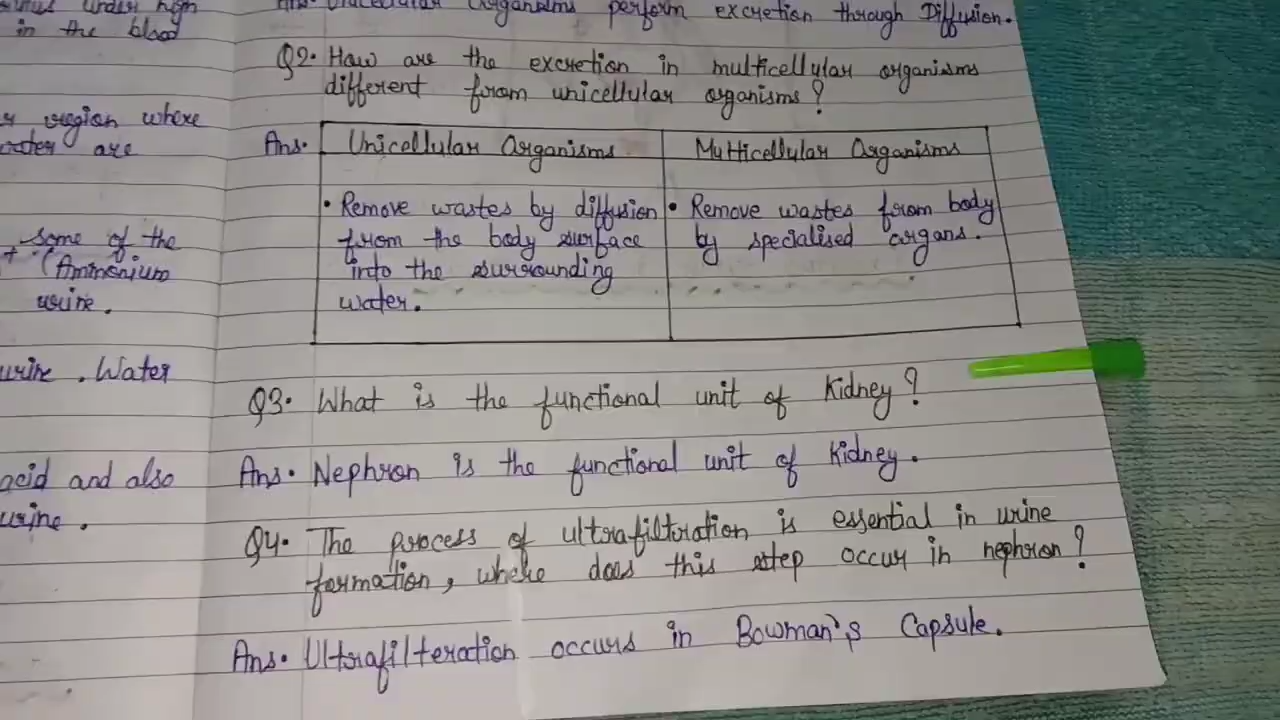 under high
in the blood
region where
are
some of the
(Ammonium
urine.
urine. Water
acid and also
urine.
Ans. Unicellular Organisms perform excretion through Diffusion.
Q2. How are the excretion in multicellular organisms
different from unicellular organisms?
Ans.
Unicellular Organisms
• Remove wastes by diffusion
from the body surface
into the surrounding
water.
Multicellular Organisms
• Remove wastes from body
by specialised organs.
Q3. What is the functional unit of Kidney?
Ans. Nephron is the functional unit of Kidney.
Q4. The process of ultrafiltration is essential in urine
formation, where does this step occur in nephron?
Ans. Ultrafilteration occurs in Bowman's Capsule.